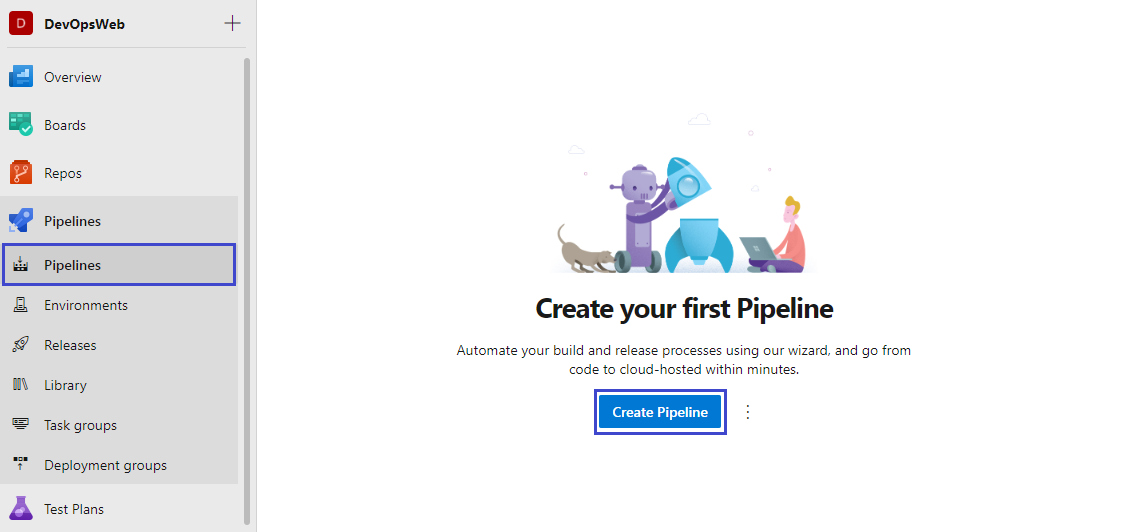 D DevOpsWeb
Overview
Boards
Repos
Pipelines
Pipelines
Environments
Releases
Library
Task groups
Deployment groups
Test Plans
Create your first Pipeline
Automate your build and release processes using our wizard, and go from
code to cloud-hosted within minutes.
Create Pipeline